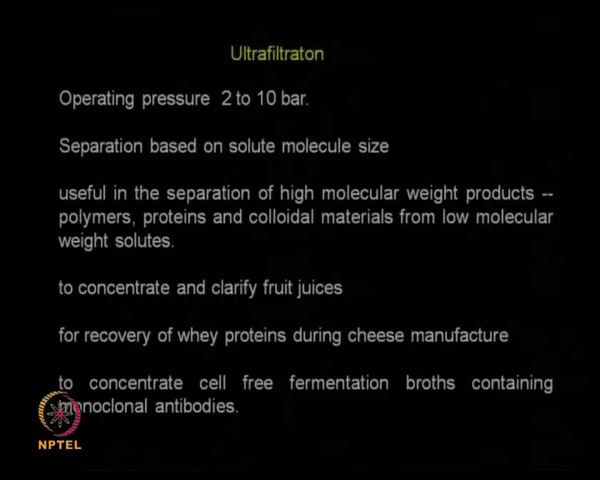 Ultrafiltraton
Operating pressure 2 to 10 bar.
Separation based on solute molecule size
useful in the separation of high molecular weight products --
polymers, proteins and colloidal materials from low molecular
weight solutes.
to concentrate and clarify fruit juices
for recovery of whey proteins during cheese manufacture
to concentrate cell free fermentation broths containing
monoclonal antibodies.
NPTEL